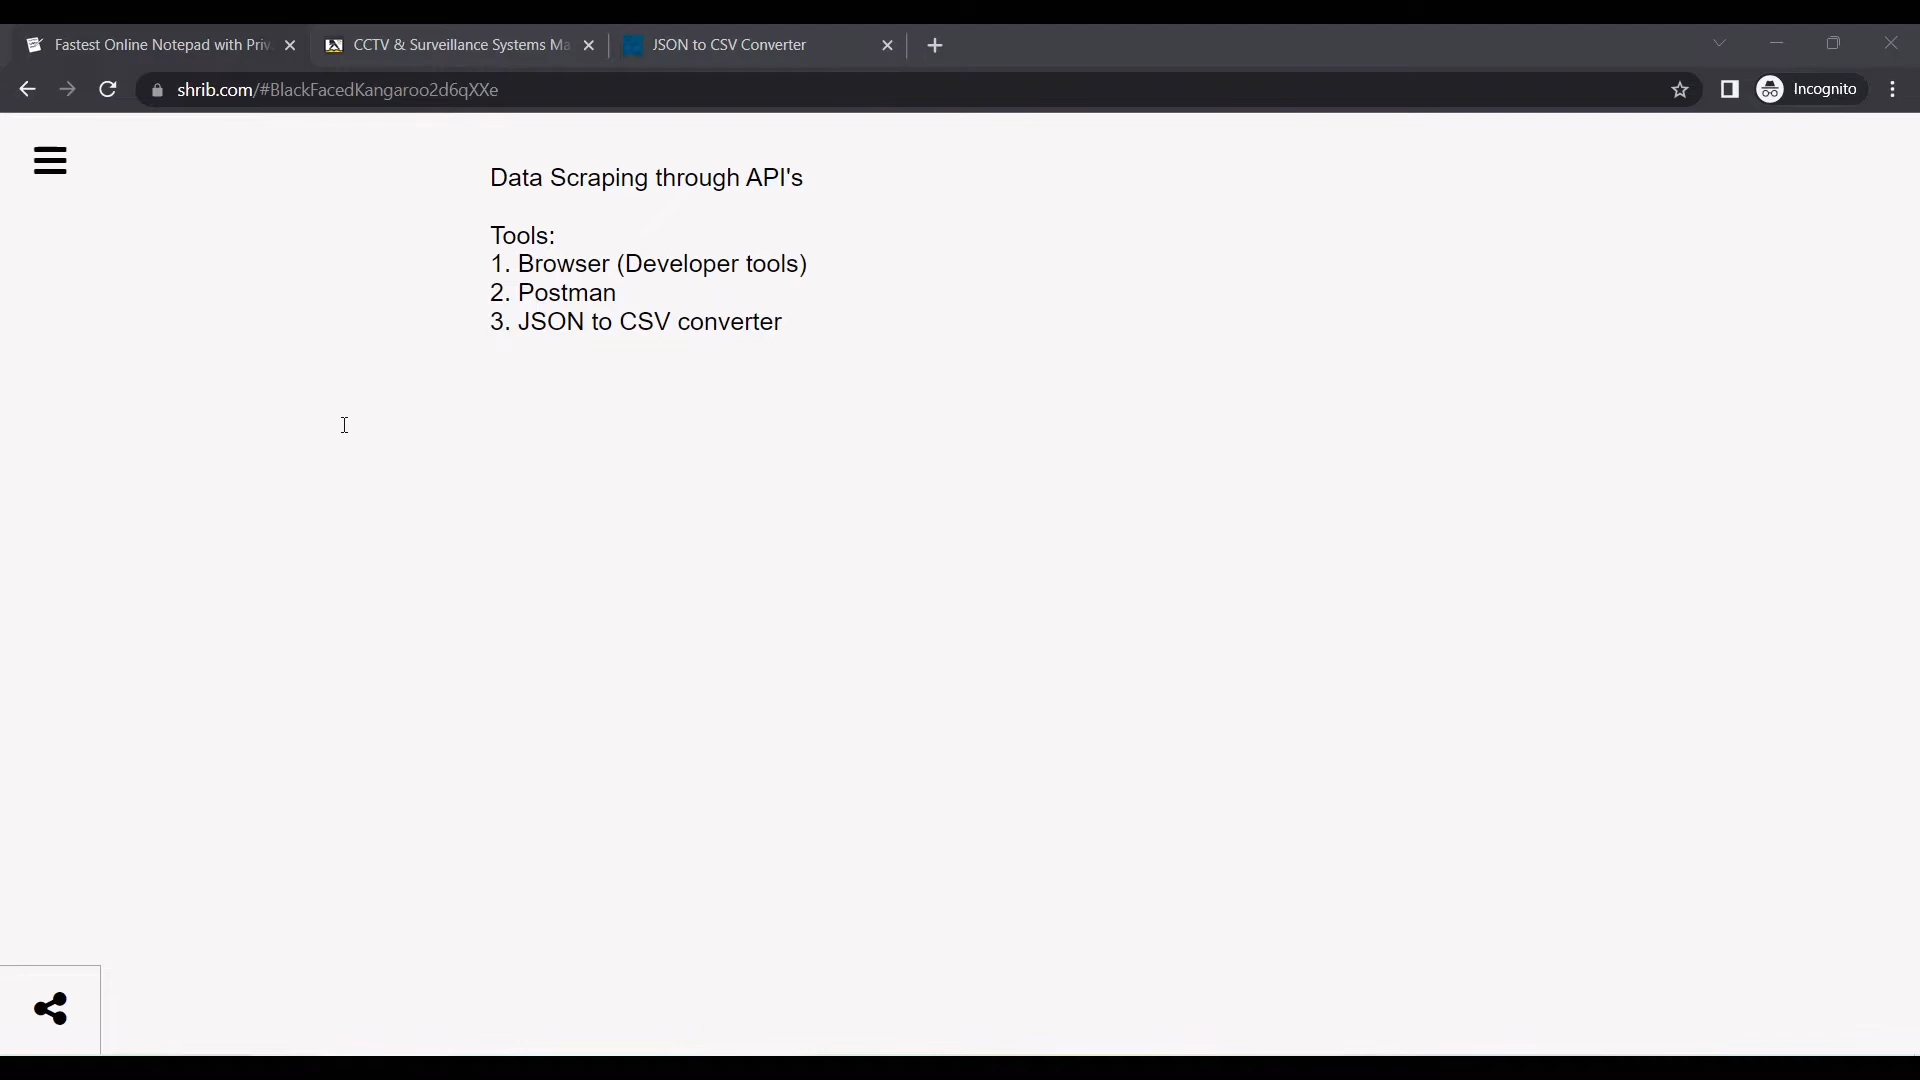 Fastest Online Notepad with Priv
CCTV & Surveillance Systems Ma
JSON to CSV Converter
shrib.com/#BlackFacedKangaroo2d6qXXe
Incognito
Data Scraping through API's
Tools:
1. Browser (Developer tools)
2. Postman
3. JSON to CSV converter